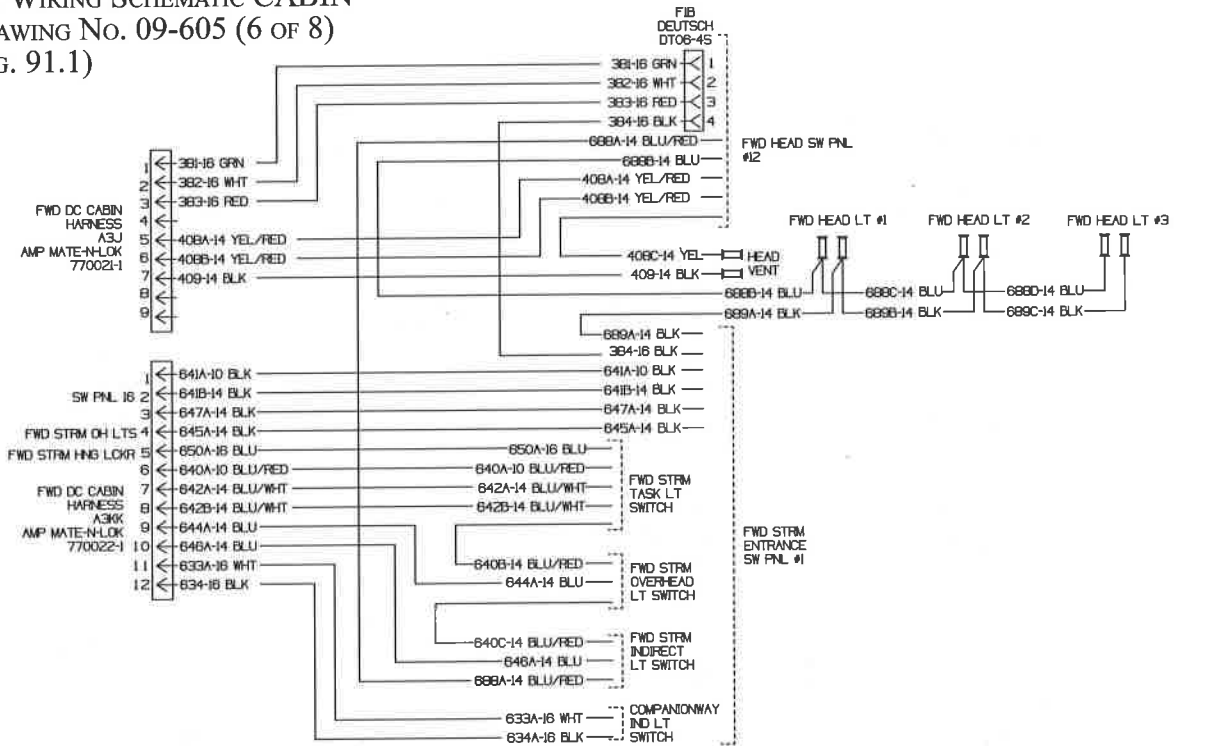 WIRING SCHEMATIC CABIN
AWING NO. 09-605 (6 OF 8)
G. 91.1)
F1B
DEUTSCH
DT06-4S
381-16 GRN 1
382-16 WHT 2
383-16 RED 3
384-16 BLK 4
688A-14 BLU/RED
688B-14 BLU
408A-14 YEL/RED
408B-14 YEL/RED
FWD HEAD SW PNL
#12
408C-14 YEL
409-14 BLK
HEAD
VENT
FWD HEAD LT #1
FWD HEAD LT #2
FWD HEAD LT #3
688B-14 BLU
688C-14 BLU
688D-14 BLU
689A-14 BLK
689B-14 BLK
689C-14 BLK
FWD DC CABIN
HARNESS
A3J
AMP MATE-N-LOK
770021-1
1 381-16 GRN
2 382-16 WHT
3 383-16 RED
4
5 408A-14 YEL/RED
6 408B-14 YEL/RED
7 409-14 BLK
8
9
689A-14 BLK
384-16 BLK
641A-10 BLK
641B-14 BLK
647A-14 BLK
645A-14 BLK
1 641A-10 BLK
SW PNL 16 2 641B-14 BLK
3 647A-14 BLK
FWD STRM OH LTS 4 645A-14 BLK
FWD STRM HNG LCKR 5 650A-16 BLU
6 640A-10 BLU/RED
7 642A-14 BLU/WHT
8 642B-14 BLU/WHT
9 644A-14 BLU
10 646A-14 BLU
11 633A-16 WHT
12 634-16 BLK
FWD DC CABIN
HARNESS
A3KK
AMP MATE-N-LOK
770022-1
650A-16 BLU
640A-10 BLU/RED
642A-14 BLU/WHT
642B-14 BLU/WHT
FWD STRM
TASK LT
SWITCH
640B-14 BLU/RED
644A-14 BLU
FWD STRM
OVERHEAD
LT SWITCH
640C-14 BLU/RED
646A-14 BLU
688A-14 BLU/RED
FWD STRM
INDIRECT
LT SWITCH
633A-16 WHT
634A-16 BLK
COMPANIONWAY
IND LT
SWITCH
FWD STRM
ENTRANCE
SW PNL #1